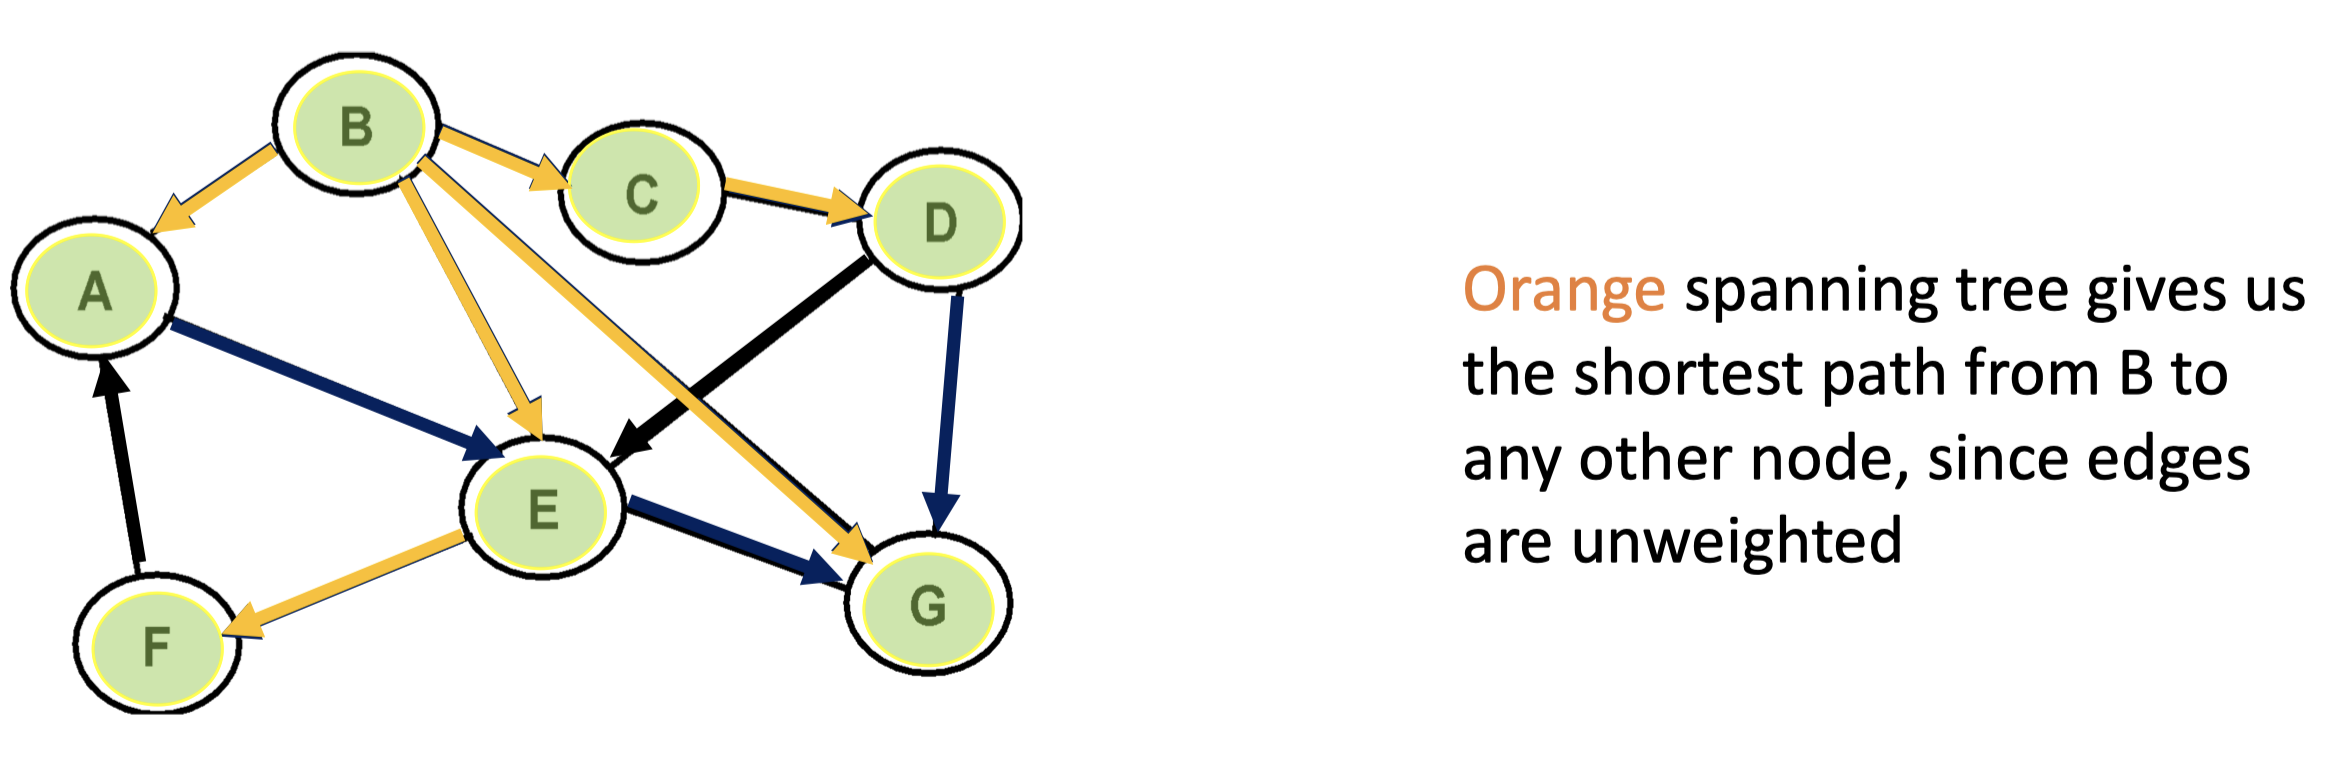 B
C
D
A
E
G
F
Orange spanning tree gives us
the shortest path from B to
any other node, since edges
are unweighted